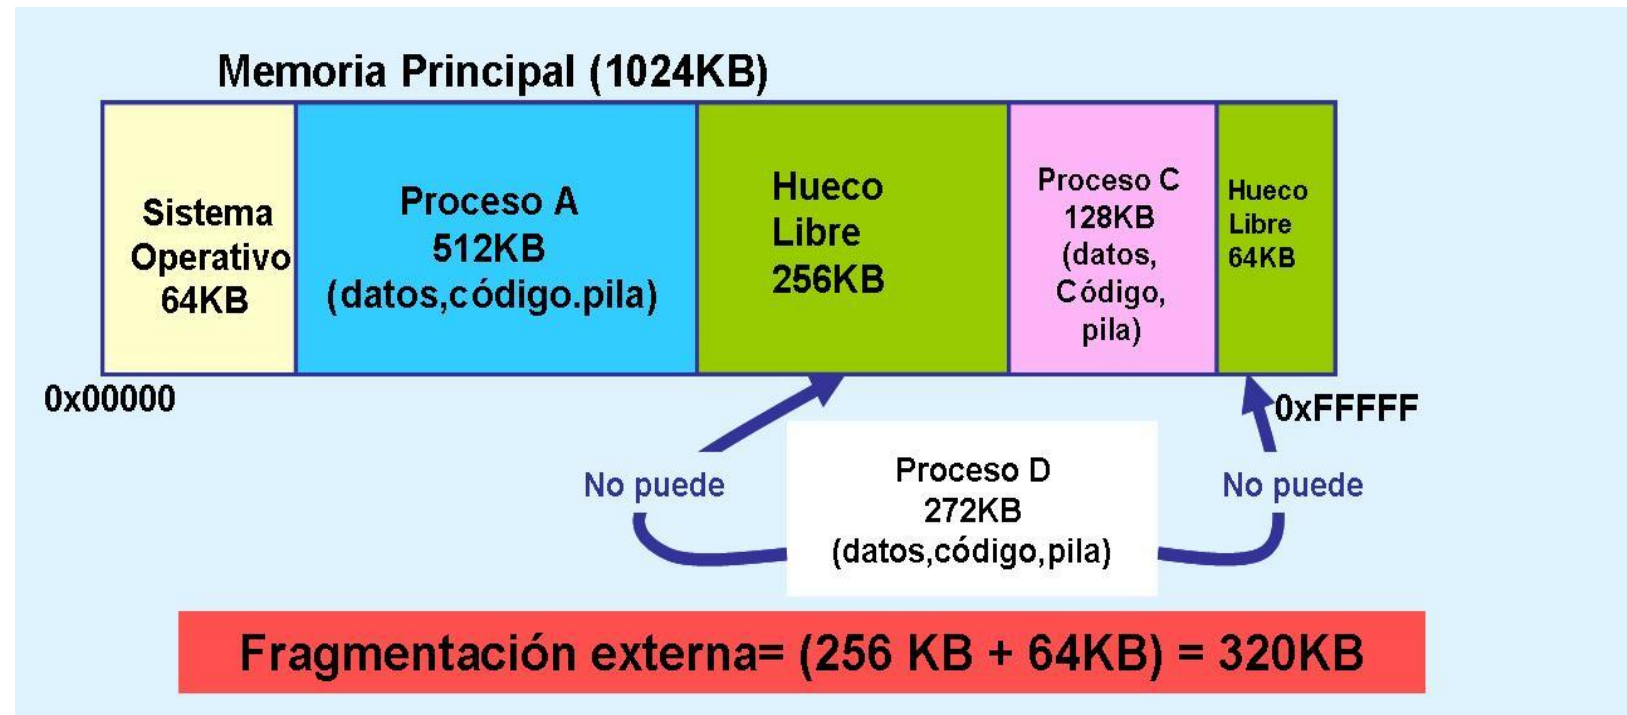 Memoria Principal (1024KB)
Sistema
Operativo
64KB
Proceso A
512KB
(datos,código.pila)
Hueco
Libre
256KB
Proceso C
128KB
(datos,
Código,
pila)
Hueco
Libre
64KB
0x00000
0xFFFFF
No puede
Proceso D
272KB
(datos,código,pila)
No puede
Fragmentación externa= (256 KB + 64KB) = 320KB